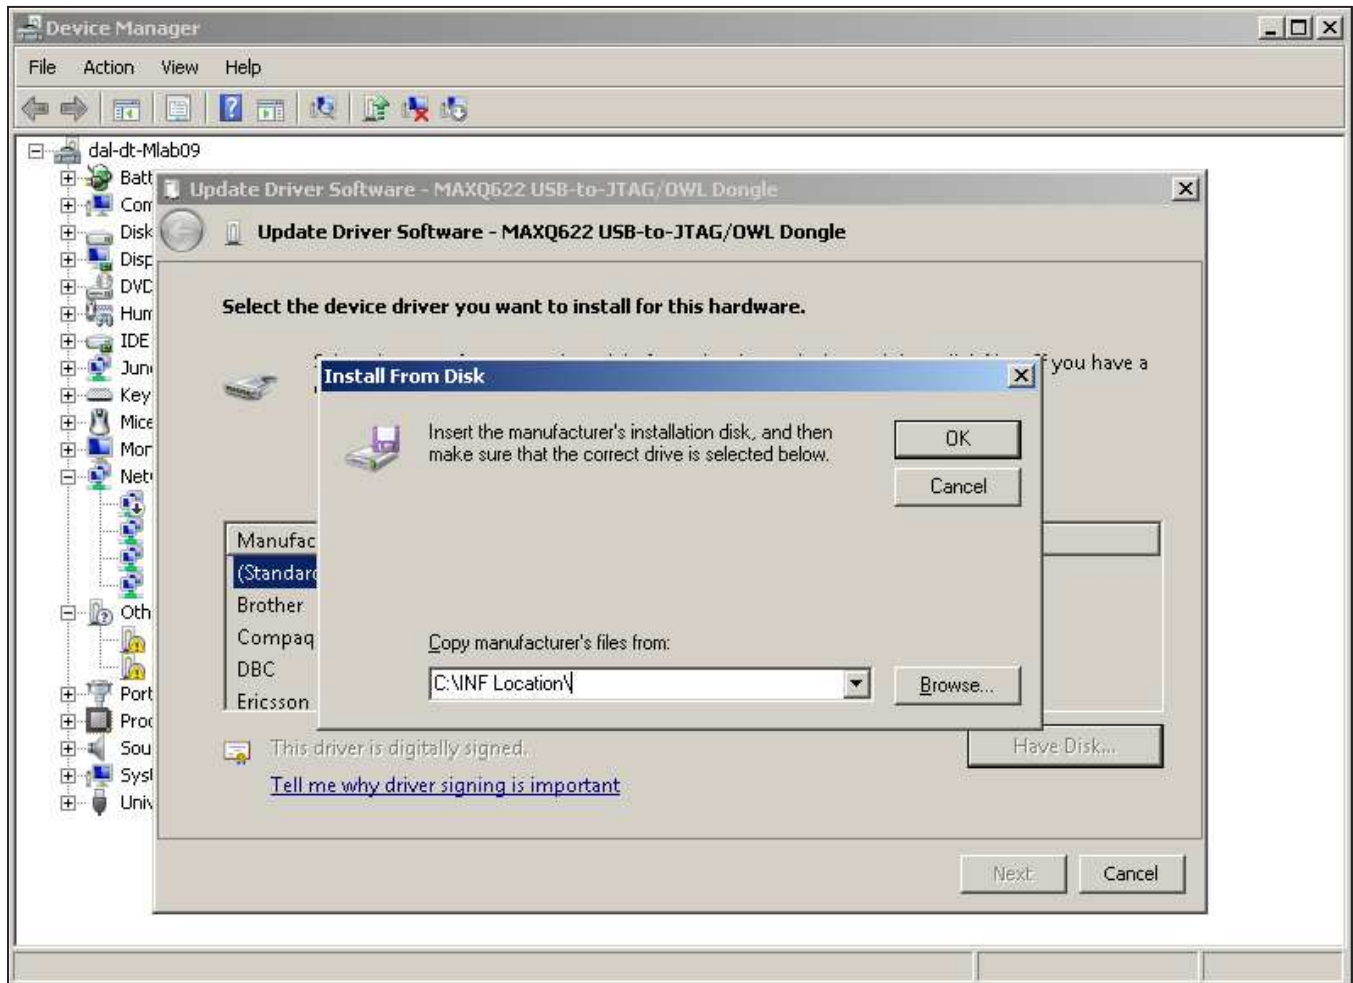 Device Manager
File Action View Help
dal-dt-Mlab09
Batt
Com
Disk
Disp
DVD
Hum
IDE
June
Key
Mice
Mon
Net
Oth
Port
Proc
Sou
Syst
Univ
Update Driver Software - MAXQ622 USB-to-JTAG/OWL Dongle
Update Driver Software - MAXQ622 USB-to-JTAG/OWL Dongle
Select the device driver you want to install for this hardware.
you have a
Install From Disk
Insert the manufacturer's installation disk, and then
make sure that the correct drive is selected below.
OK
Cancel
Copy manufacturer's files from:
C:\INF Location\
Browse...
Manufac
(Standard
Brother
Compaq
DBC
Ericsson
This driver is digitally signed.
Have Disk...
Tell me why driver signing is important
Next
Cancel